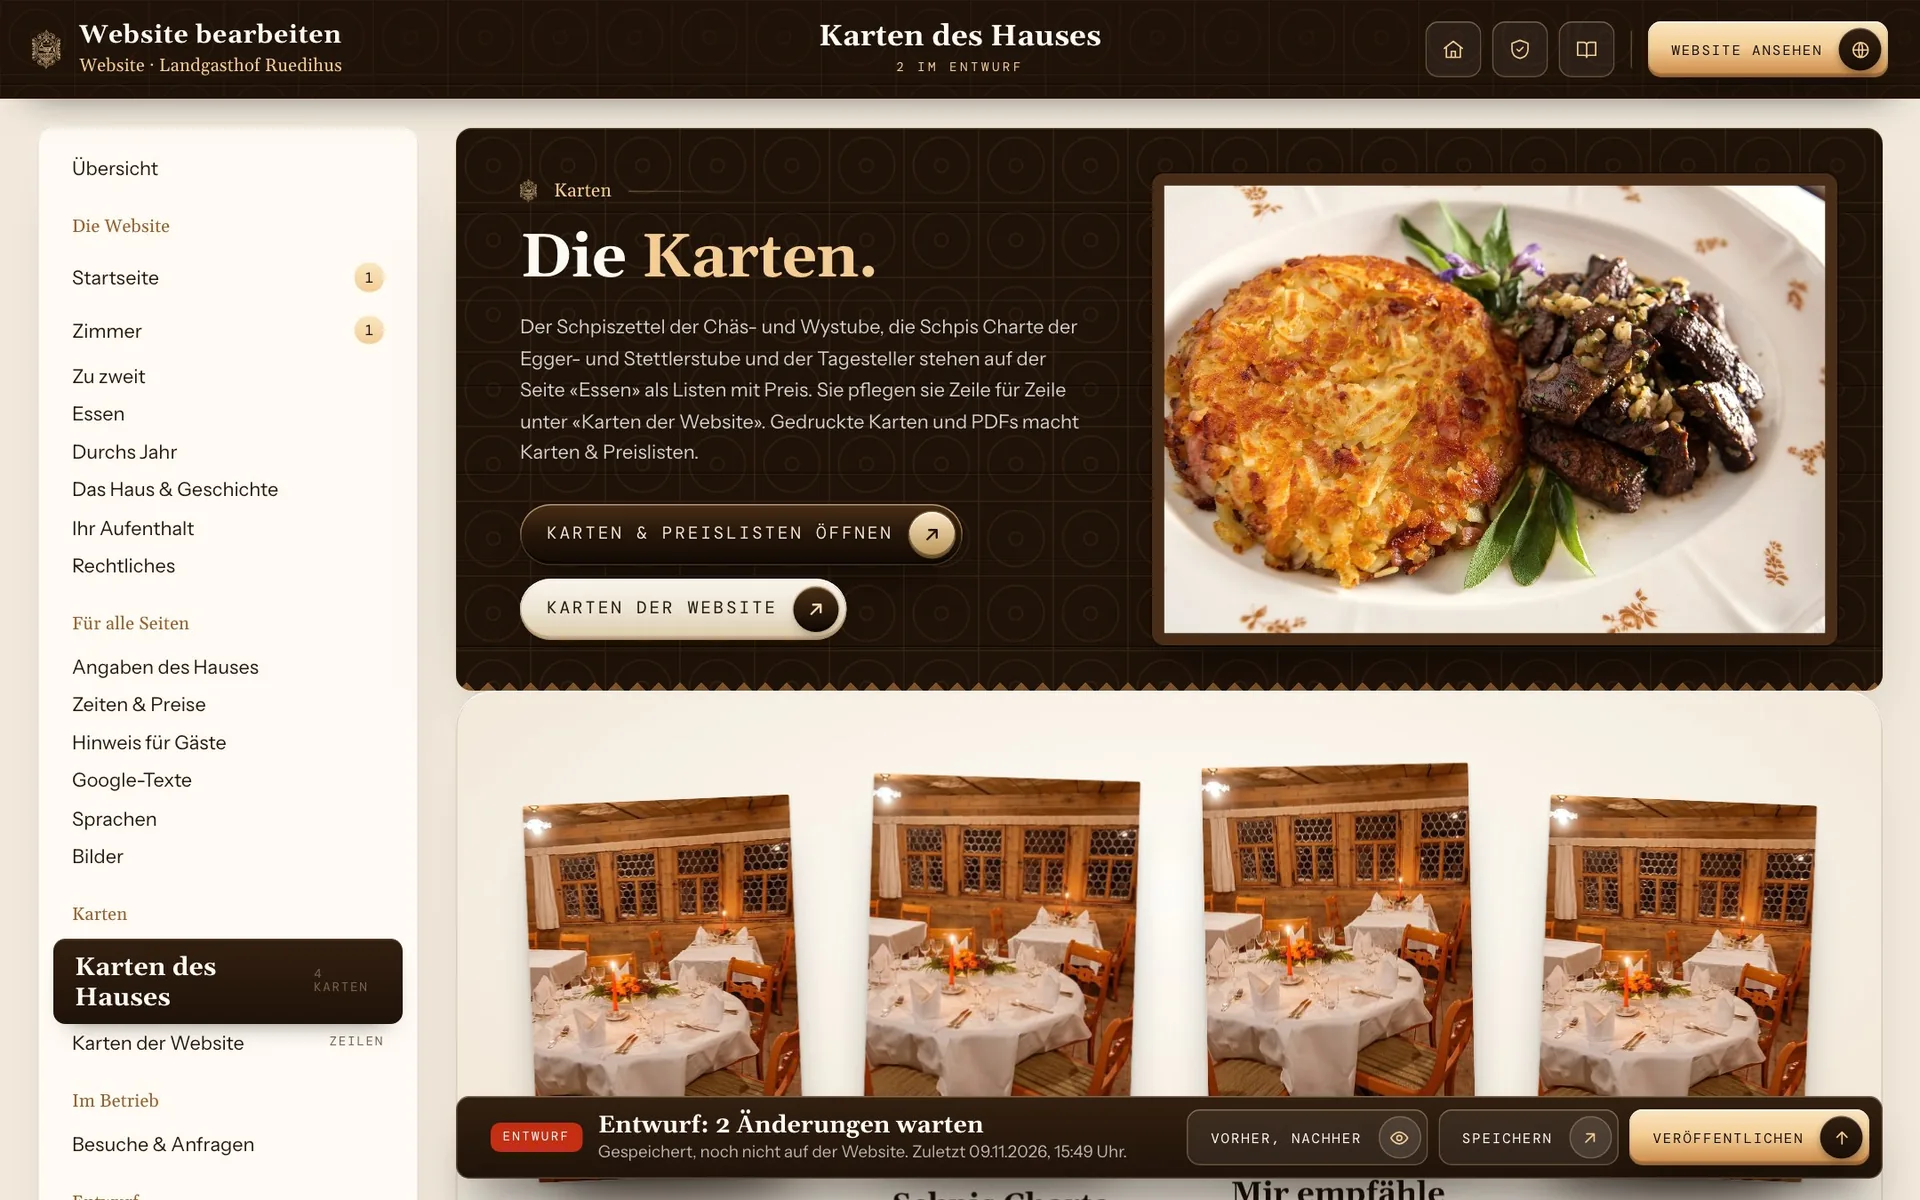 Website bearbeiten
Website · Landgasthof Ruedihus
Karten des Hauses
2 IM ENTWURF
WEBSITE ANSEHEN
Übersicht
Die Website
Startseite 1
Zimmer 1
Zu zweit
Essen
Durchs Jahr
Das Haus & Geschichte
Ihr Aufenthalt
Rechtliches
Für alle Seiten
Angaben des Hauses
Zeiten & Preise
Hinweis für Gäste
Google-Texte
Sprachen
Bilder
Karten
Karten des
Hauses
4
KARTEN
Karten der Website ZEILEN
Im Betrieb
Besuche & Anfragen
Entwurf
Karten
Die Karten.
Der Schpiszettel der Chäs- und Wystube, die Schpis Charte der
Egger- und Stettlerstube und der Tagesteller stehen auf der
Seite «Essen» als Listen mit Preis. Sie pflegen sie Zeile für Zeile
unter «Karten der Website». Gedruckte Karten und PDFs macht
Karten & Preislisten.
KARTEN & PREISLISTEN ÖFFNEN
KARTEN DER WEBSITE
ENTWURF
Entwurf: 2 Änderungen warten
Gespeichert, noch nicht auf der Website. Zuletzt 09.11.2026, 15:49 Uhr.
VORHER, NACHHER
SPEICHERN
VERÖFFENTLICHEN
Schpis Charte
Mir empfähle